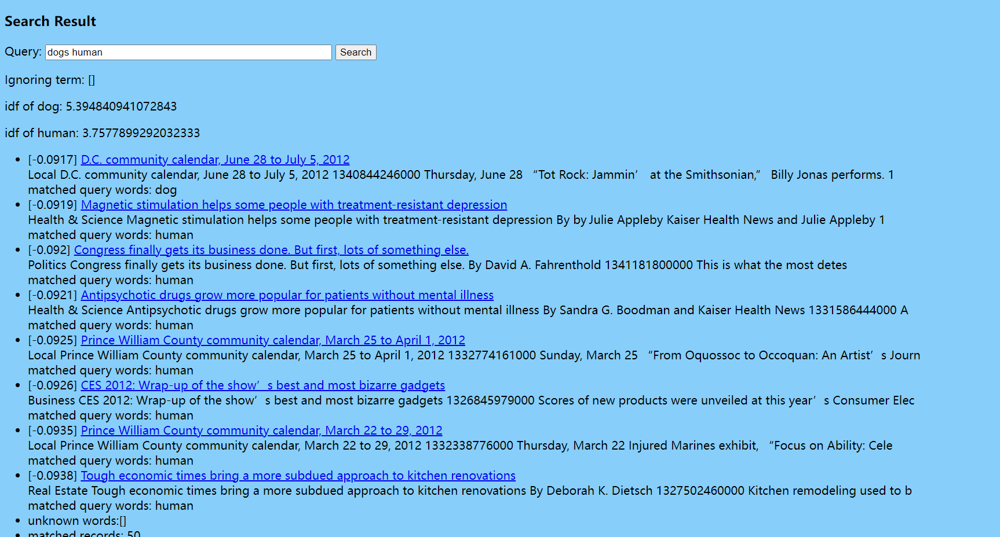 Search Result
Query: dogs human Search
Ignoring term: []
idf of dog: 5.394840941072843
idf of human: 3.7577899292032333
[-0.0917] D.C. community calendar, June 28 to July 5, 2012
Local D.C. community calendar, June 28 to July 5, 2012 1340844246000 Thursday, June 28 “Tot Rock: Jammin’ at the Smithsonian,” Billy Jonas performs. 1
matched query words: dog
[-0.0919] Magnetic stimulation helps some people with treatment-resistant depression
Health & Science Magnetic stimulation helps some people with treatment-resistant depression By by Julie Appleby Kaiser Health News and Julie Appleby 1
matched query words: human
[-0.092] Congress finally gets its business done. But first, lots of something else.
Politics Congress finally gets its business done. But first, lots of something else. By David A. Fahrenthold 1341181800000 This is what the most detes
matched query words: human
[-0.0921] Antipsychotic drugs grow more popular for patients without mental illness
Health & Science Antipsychotic drugs grow more popular for patients without mental illness By Sandra G. Boodman and Kaiser Health News 1331586444000 A
matched query words: human
[-0.0925] Prince William County community calendar, March 25 to April 1, 2012
Local Prince William County community calendar, March 25 to April 1, 2012 1332774161000 Sunday, March 25 “From Oquossoc to Occoquan: An Artist’s Journ
matched query words: human
[-0.0926] CES 2012: Wrap-up of the show’s best and most bizarre gadgets
Business CES 2012: Wrap-up of the show’s best and most bizarre gadgets 1326845979000 Scores of new products were unveiled at this year’s Consumer Elec
matched query words: human
[-0.0935] Prince William County community calendar, March 22 to 29, 2012
Local Prince William County community calendar, March 22 to 29, 2012 1332338776000 Thursday, March 22 Injured Marines exhibit, “Focus on Ability: Cele
matched query words: human
[-0.0938] Tough economic times bring a more subdued approach to kitchen renovations
Real Estate Tough economic times bring a more subdued approach to kitchen renovations By Deborah K. Dietsch 1327502460000 Kitchen remodeling used to b
matched query words: human
unknown words:[]
matched records: 50